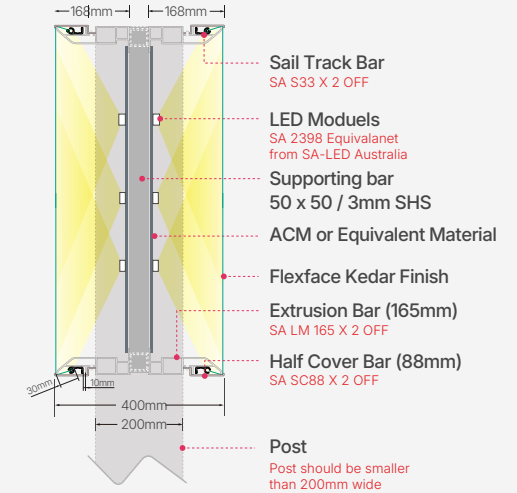 168mm
168mm
Sail Track Bar
SA S33 X 2 OFF
LED Moduels
SA 2398 Equivalanet
from SA-LED Australia
Supporting bar
50 x 50 / 3mm SHS
ACM or Equivalent Material
Flexface Kedar Finish
Extrusion Bar (165mm)
SA LM 165 X 2 OFF
Half Cover Bar (88mm)
SA SC88 X 2 OFF
30mm
10mm
400mm
200mm
Post
Post should be smaller
than 200mm wide